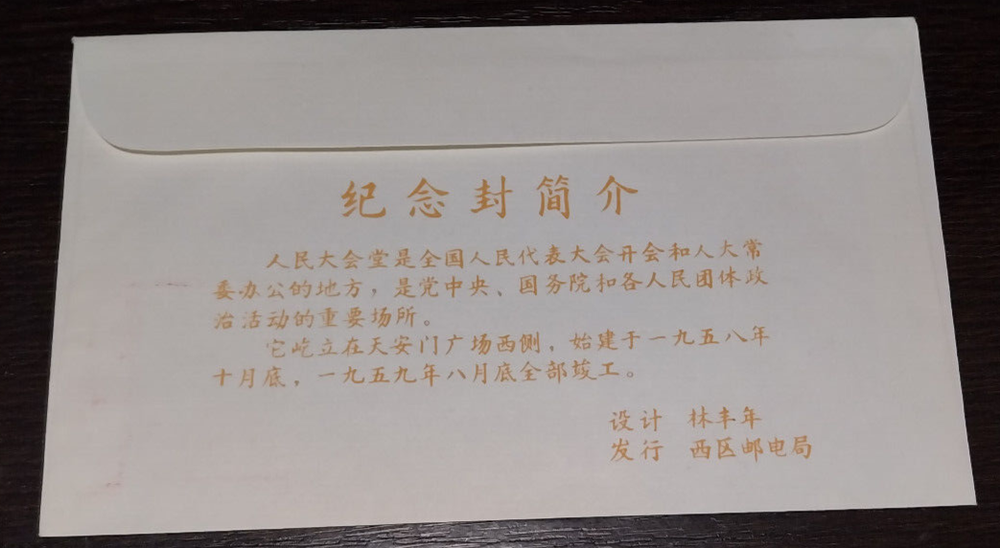 纪念封简介
人民大会堂是全国人民代表大会开会和人大常
委办公的地方，是党中央、国务院和各人民团体政
治活动的重要场所。
它屹立在天安门广场西侧，始建于一九五八年
十月底，一九五九年八月底全部竣工。
设计 林丰年
发行 西区邮电局